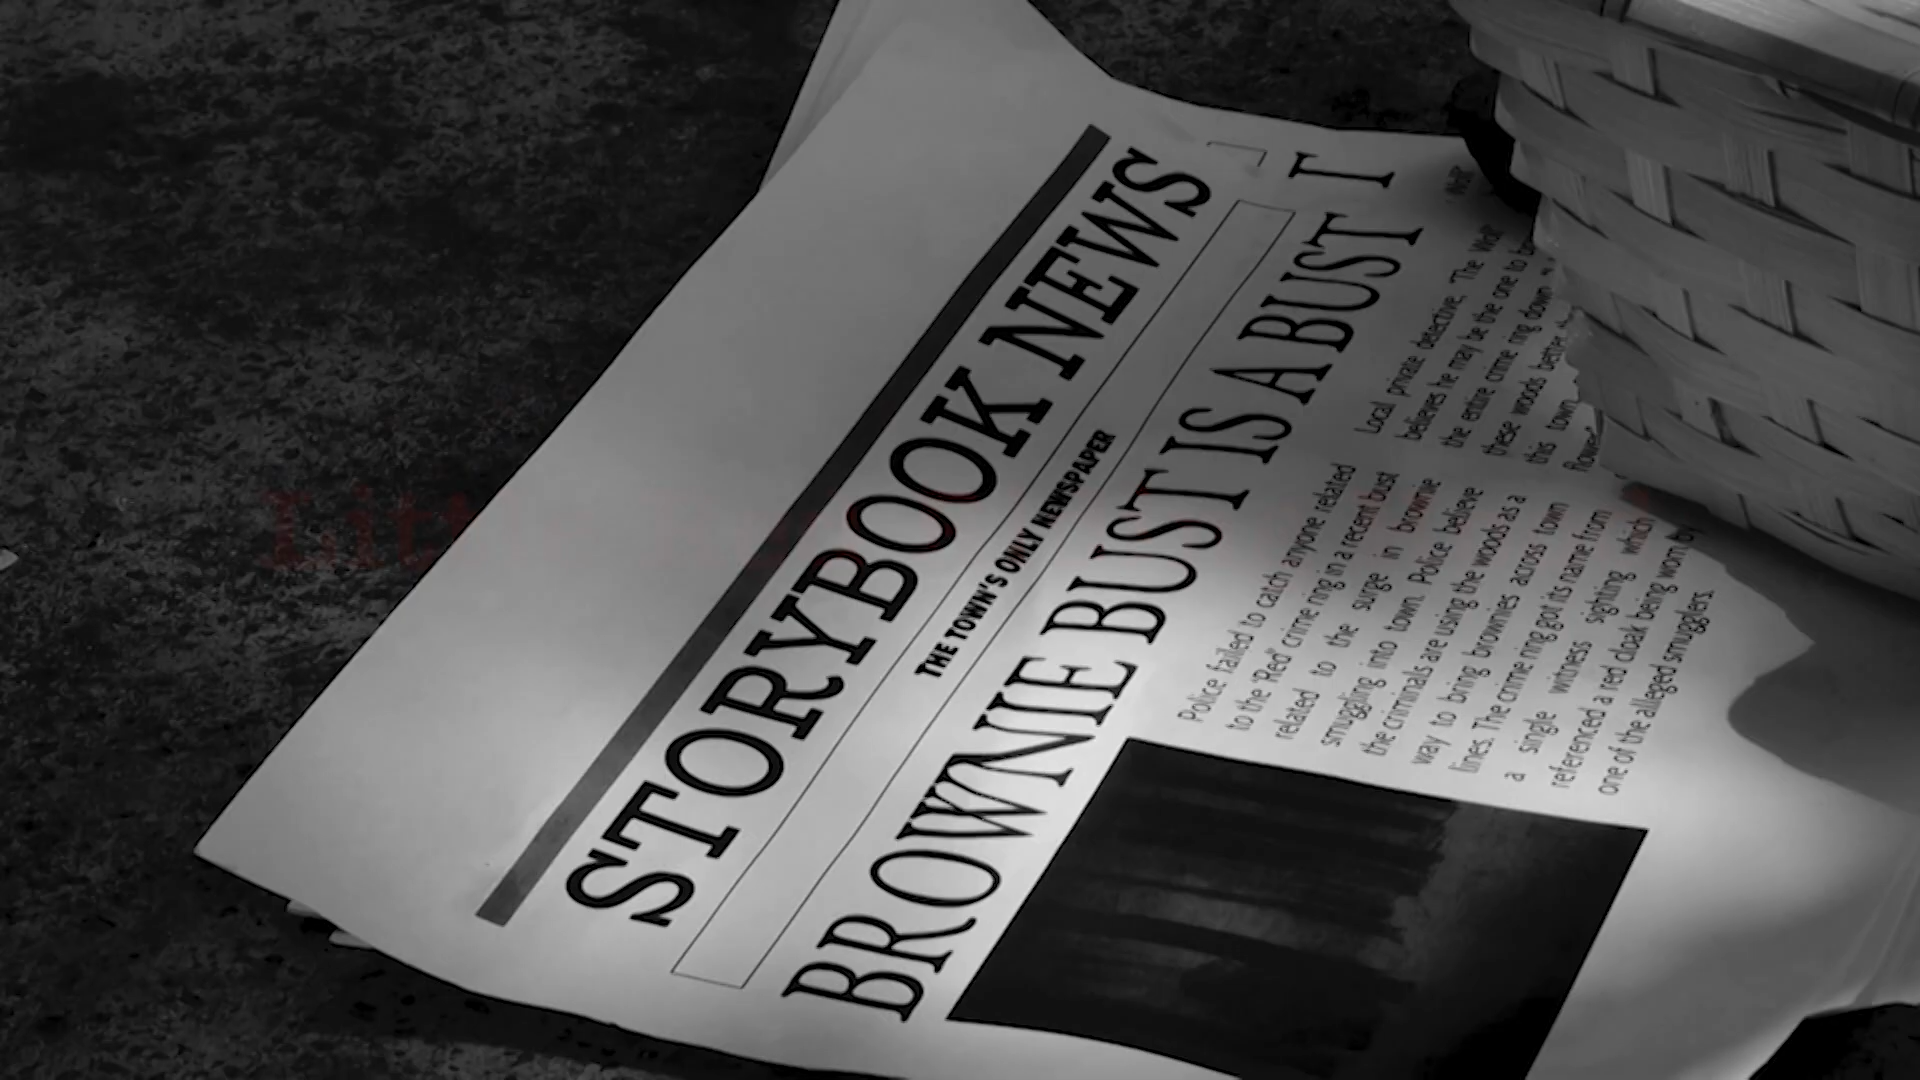 STORYBOOK NEWS
THE TOWN'S ONLY NEWSPAPER
BROWNIE BUST IS A BUST
Police failed to catch anyone related
to the "Red" crime ring in a recent bust
related to the surge in brownie
smuggling into town. Police believe
the criminals are using the woods as a
way to bring brownies across town
lines. The crime ring got its name from
a single witness sighting which
referenced a red cloak being worn by
one of the alleged smugglers.
Local private detective, "The Wolf"
believes he may be the one to
the entire crime ring down
these woods better
this town